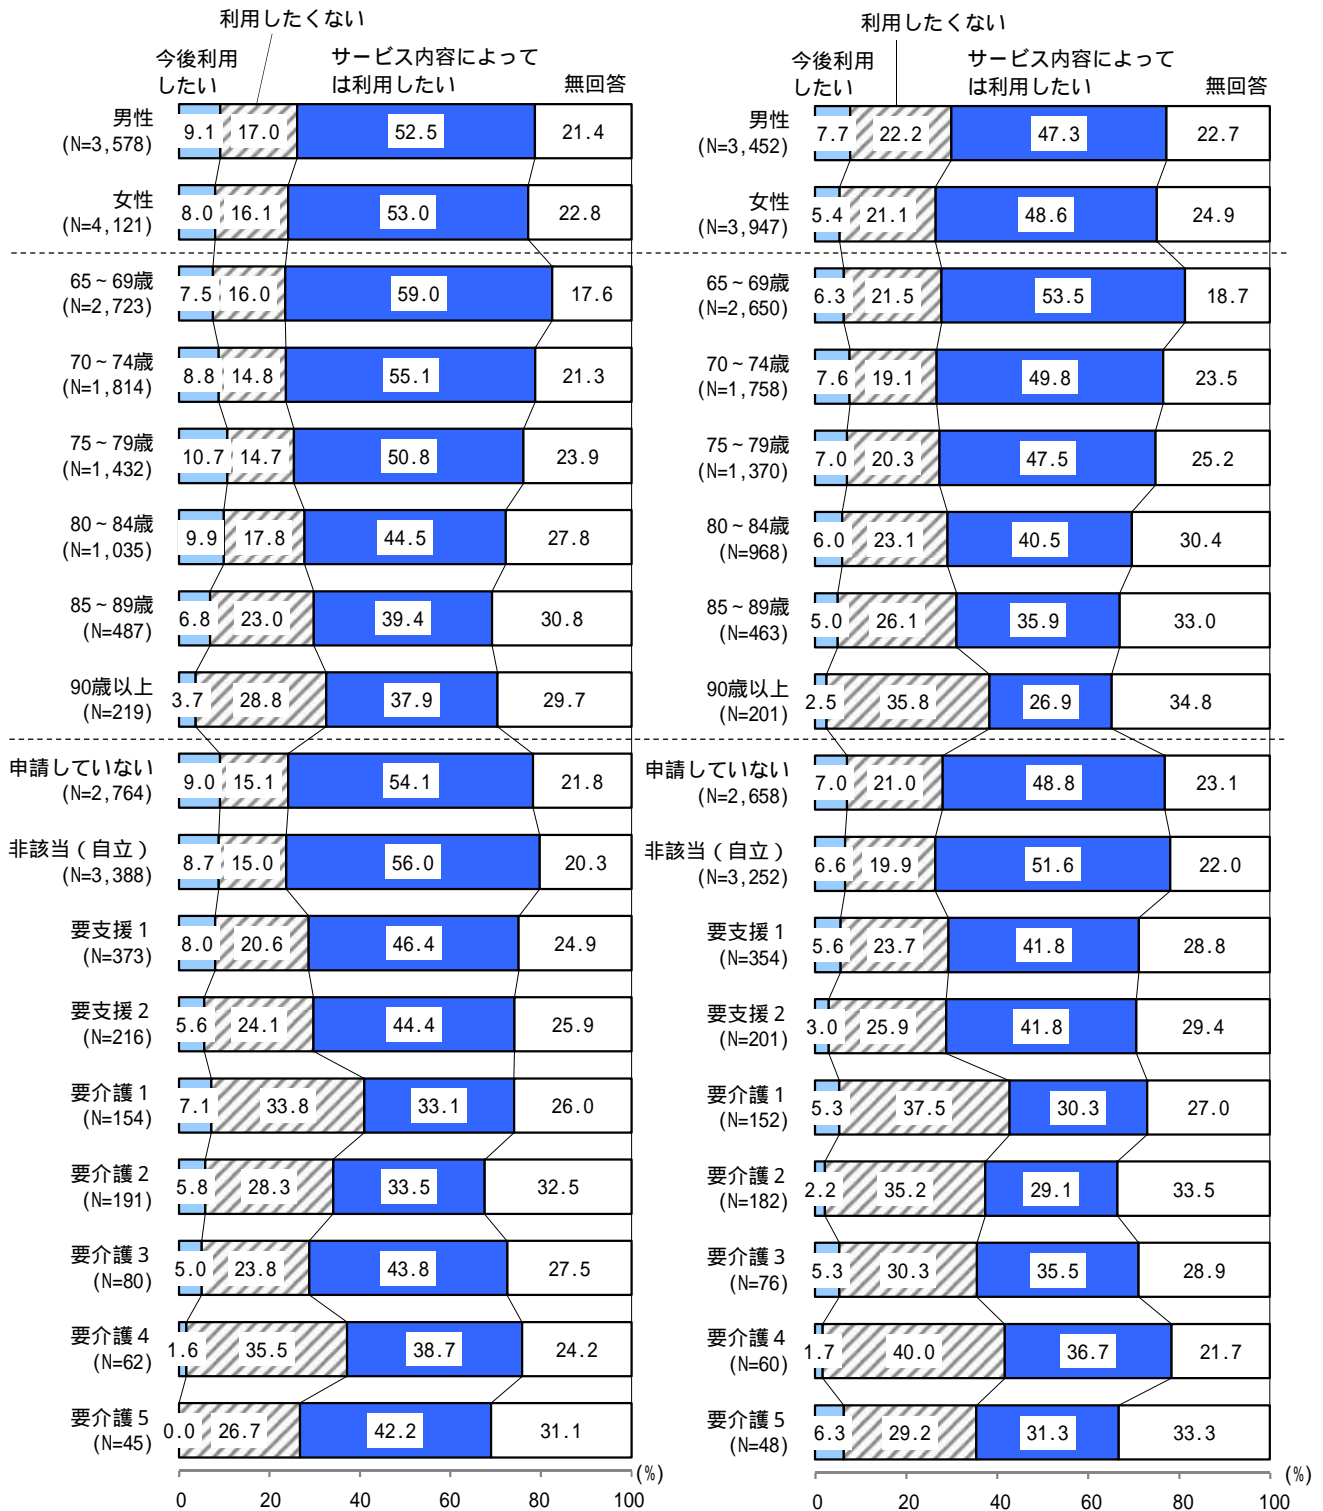 利用したくない
今後利用
したい
サービス内容によって
は利用したい
無回答
男性
(N=3,578)
9.1 17.0 52.5 21.4
女性
(N=4,121)
8.0 16.1 53.0 22.8
65~69歳
(N=2,723)
7.5 16.0 59.0 17.6
70~74歳
(N=1,814)
8.8 14.8 55.1 21.3
75~79歳
(N=1,432)
10.7 14.7 50.8 23.9
80~84歳
(N=1,035)
9.9 17.8 44.5 27.8
85~89歳
(N=487)
6.8 23.0 39.4 30.8
90歳以上
(N=219)
3.7 28.8 37.9 29.7
申請していない
(N=2,764)
9.0 15.1 54.1 21.8
非該当(自立)
(N=3,388)
8.7 15.0 56.0 20.3
要支援1
(N=373)
8.0 20.6 46.4 24.9
要支援2
(N=216)
5.6 24.1 44.4 25.9
要介護1
(N=154)
7.1 33.8 33.1 26.0
要介護2
(N=191)
5.8 28.3 33.5 32.5
要介護3
(N=80)
5.0 23.8 43.8 27.5
要介護4
(N=62)
1.6 35.5 38.7 24.2
要介護5
(N=45)
0.0 26.7 42.2 31.1
(%)
0 20 40 60 80 100
利用したくない
今後利用
したい
サービス内容によって
は利用したい
無回答
男性
(N=3,452)
7.7 22.2 47.3 22.7
女性
(N=3,947)
5.4 21.1 48.6 24.9
65~69歳
(N=2,650)
6.3 21.5 53.5 18.7
70~74歳
(N=1,758)
7.6 19.1 49.8 23.5
75~79歳
(N=1,370)
7.0 20.3 47.5 25.2
80~84歳
(N=968)
6.0 23.1 40.5 30.4
85~89歳
(N=463)
5.0 26.1 35.9 33.0
90歳以上
(N=201)
2.5 35.8 26.9 34.8
申請していない
(N=2,658)
7.0 21.0 48.8 23.1
非該当(自立)
(N=3,252)
6.6 19.9 51.6 22.0
要支援1
(N=354)
5.6 23.7 41.8 28.8
要支援2
(N=201)
3.0 25.9 41.8 29.4
要介護1
(N=152)
5.3 37.5 30.3 27.0
要介護2
(N=182)
2.2 35.2 29.1 33.5
要介護3
(N=76)
5.3 30.3 35.5 28.9
要介護4
(N=60)
1.7 40.0 36.7 21.7
要介護5
(N=48)
6.3 29.2 31.3 33.3
(%)
0 20 40 60 80 100